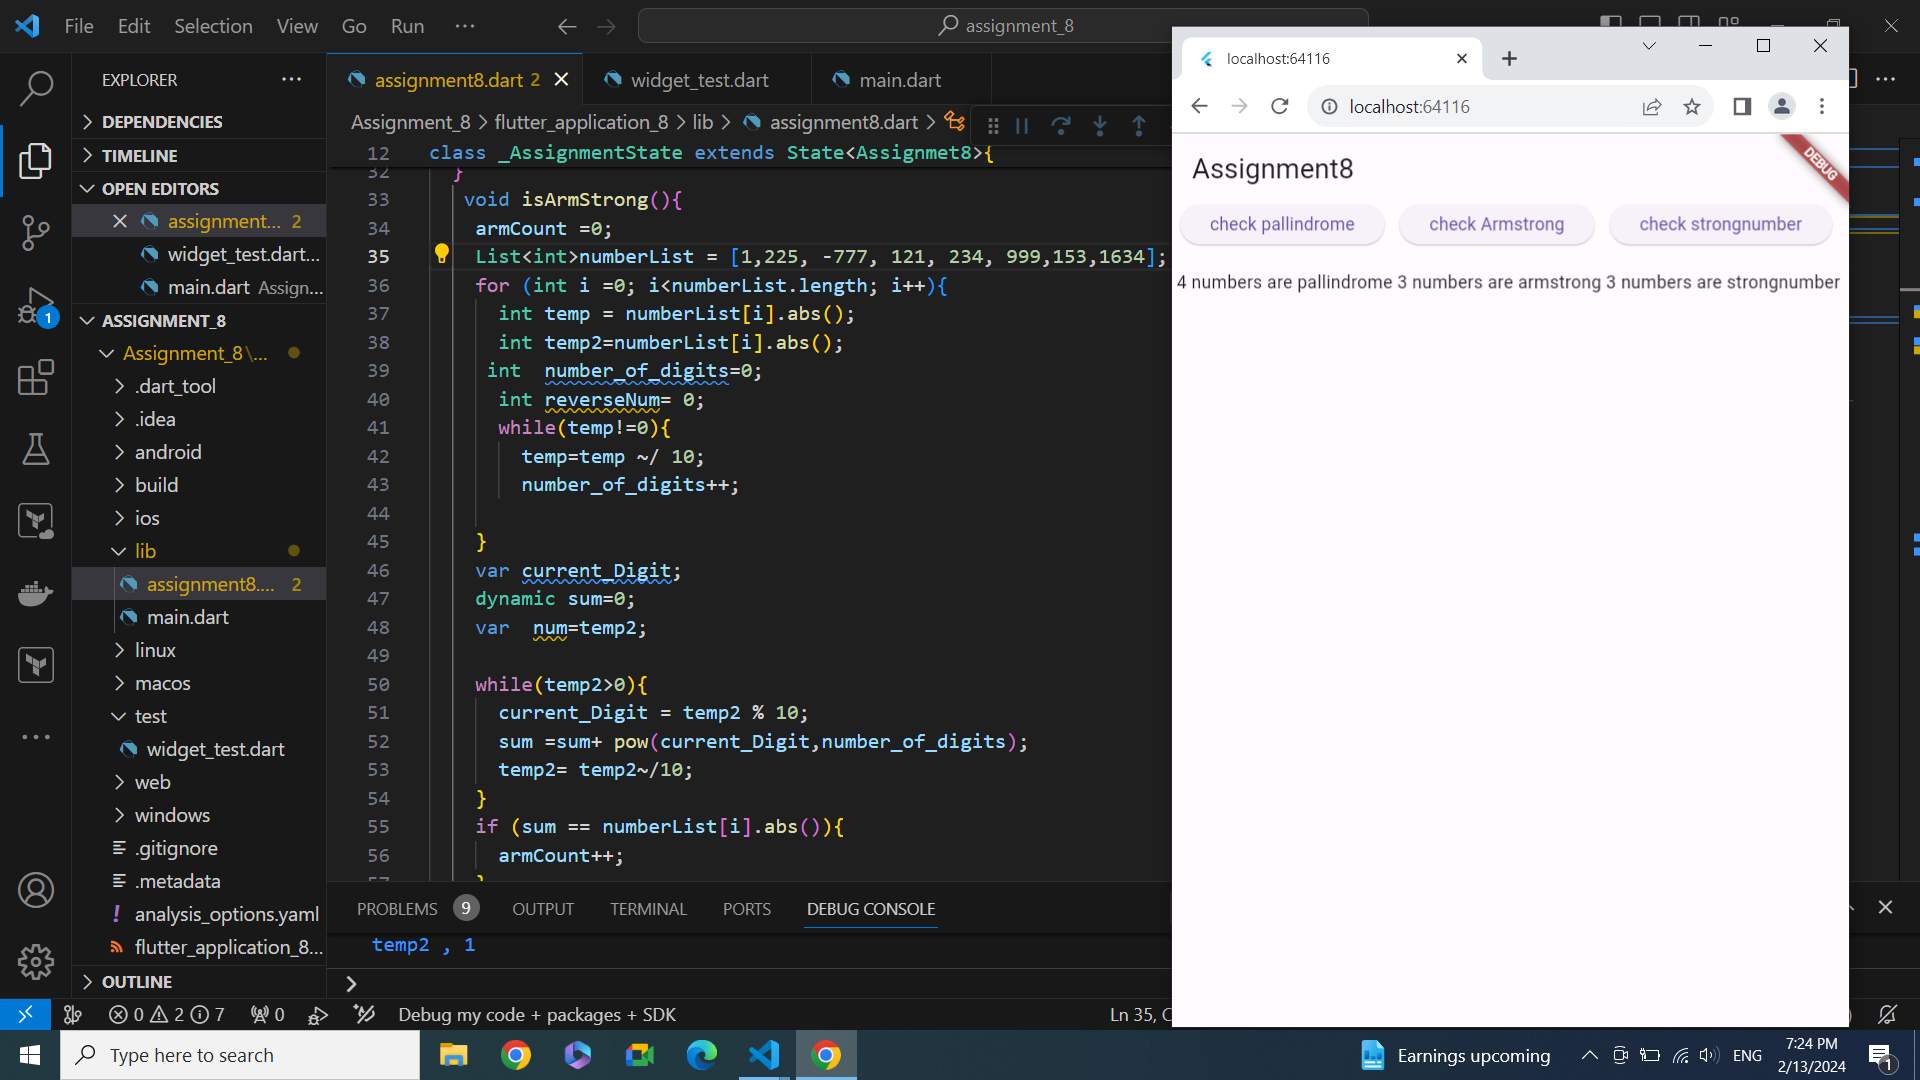 File Edit Selection View Go Run ···
assignment_8
EXPLORER
DEPENDENCIES
TIMELINE
OPEN EDITORS
assignment... 2
widget_test.dart...
main.dart Assign...
ASSIGNMENT_8
Assignment_8\...
.dart_tool
.idea
android
build
ios
lib
assignment8.... 2
main.dart
linux
macos
test
widget_test.dart
web
windows
.gitignore
.metadata
analysis_options.yaml
flutter_application_8...
OUTLINE
1
assignment8.dart 2 widget_test.dart main.dart
Assignment_8 > flutter_application_8 > lib > assignment8.dart >
12 class _AssignmentState extends State<Assignmet8>{
32 }
33 void isArmStrong(){
34 armCount =0;
35 List<int>numberList = [1,225, -777, 121, 234, 999,153,1634];
36 for (int i =0; i<numberList.length; i++){
37 int temp = numberList[i].abs();
38 int temp2=numberList[i].abs();
39 int  number_of_digits=0;
40 int reverseNum= 0;
41 while(temp!=0){
42 temp=temp ~/ 10;
43 number_of_digits++;
44
45 }
46 var current_Digit;
47 dynamic sum=0;
48 var  num=temp2;
49
50 while(temp2>0){
51 current_Digit = temp2 % 10;
52 sum =sum+ pow(current_Digit,number_of_digits);
53 temp2= temp2~/10;
54 }
55 if (sum == numberList[i].abs()){
56 armCount++;
57 }
PROBLEMS 9 OUTPUT TERMINAL PORTS DEBUG CONSOLE
temp2 , 1
0 2 7 0 Debug my code + packages + SDK Ln 35, C
localhost:64116
localhost:64116
DEBUG
Assignment8
check pallindrome check Armstrong check strongnumber
4 numbers are pallindrome 3 numbers are armstrong 3 numbers are strongnumber
Type here to search
Earnings upcoming
ENG
7:24 PM
2/13/2024
1